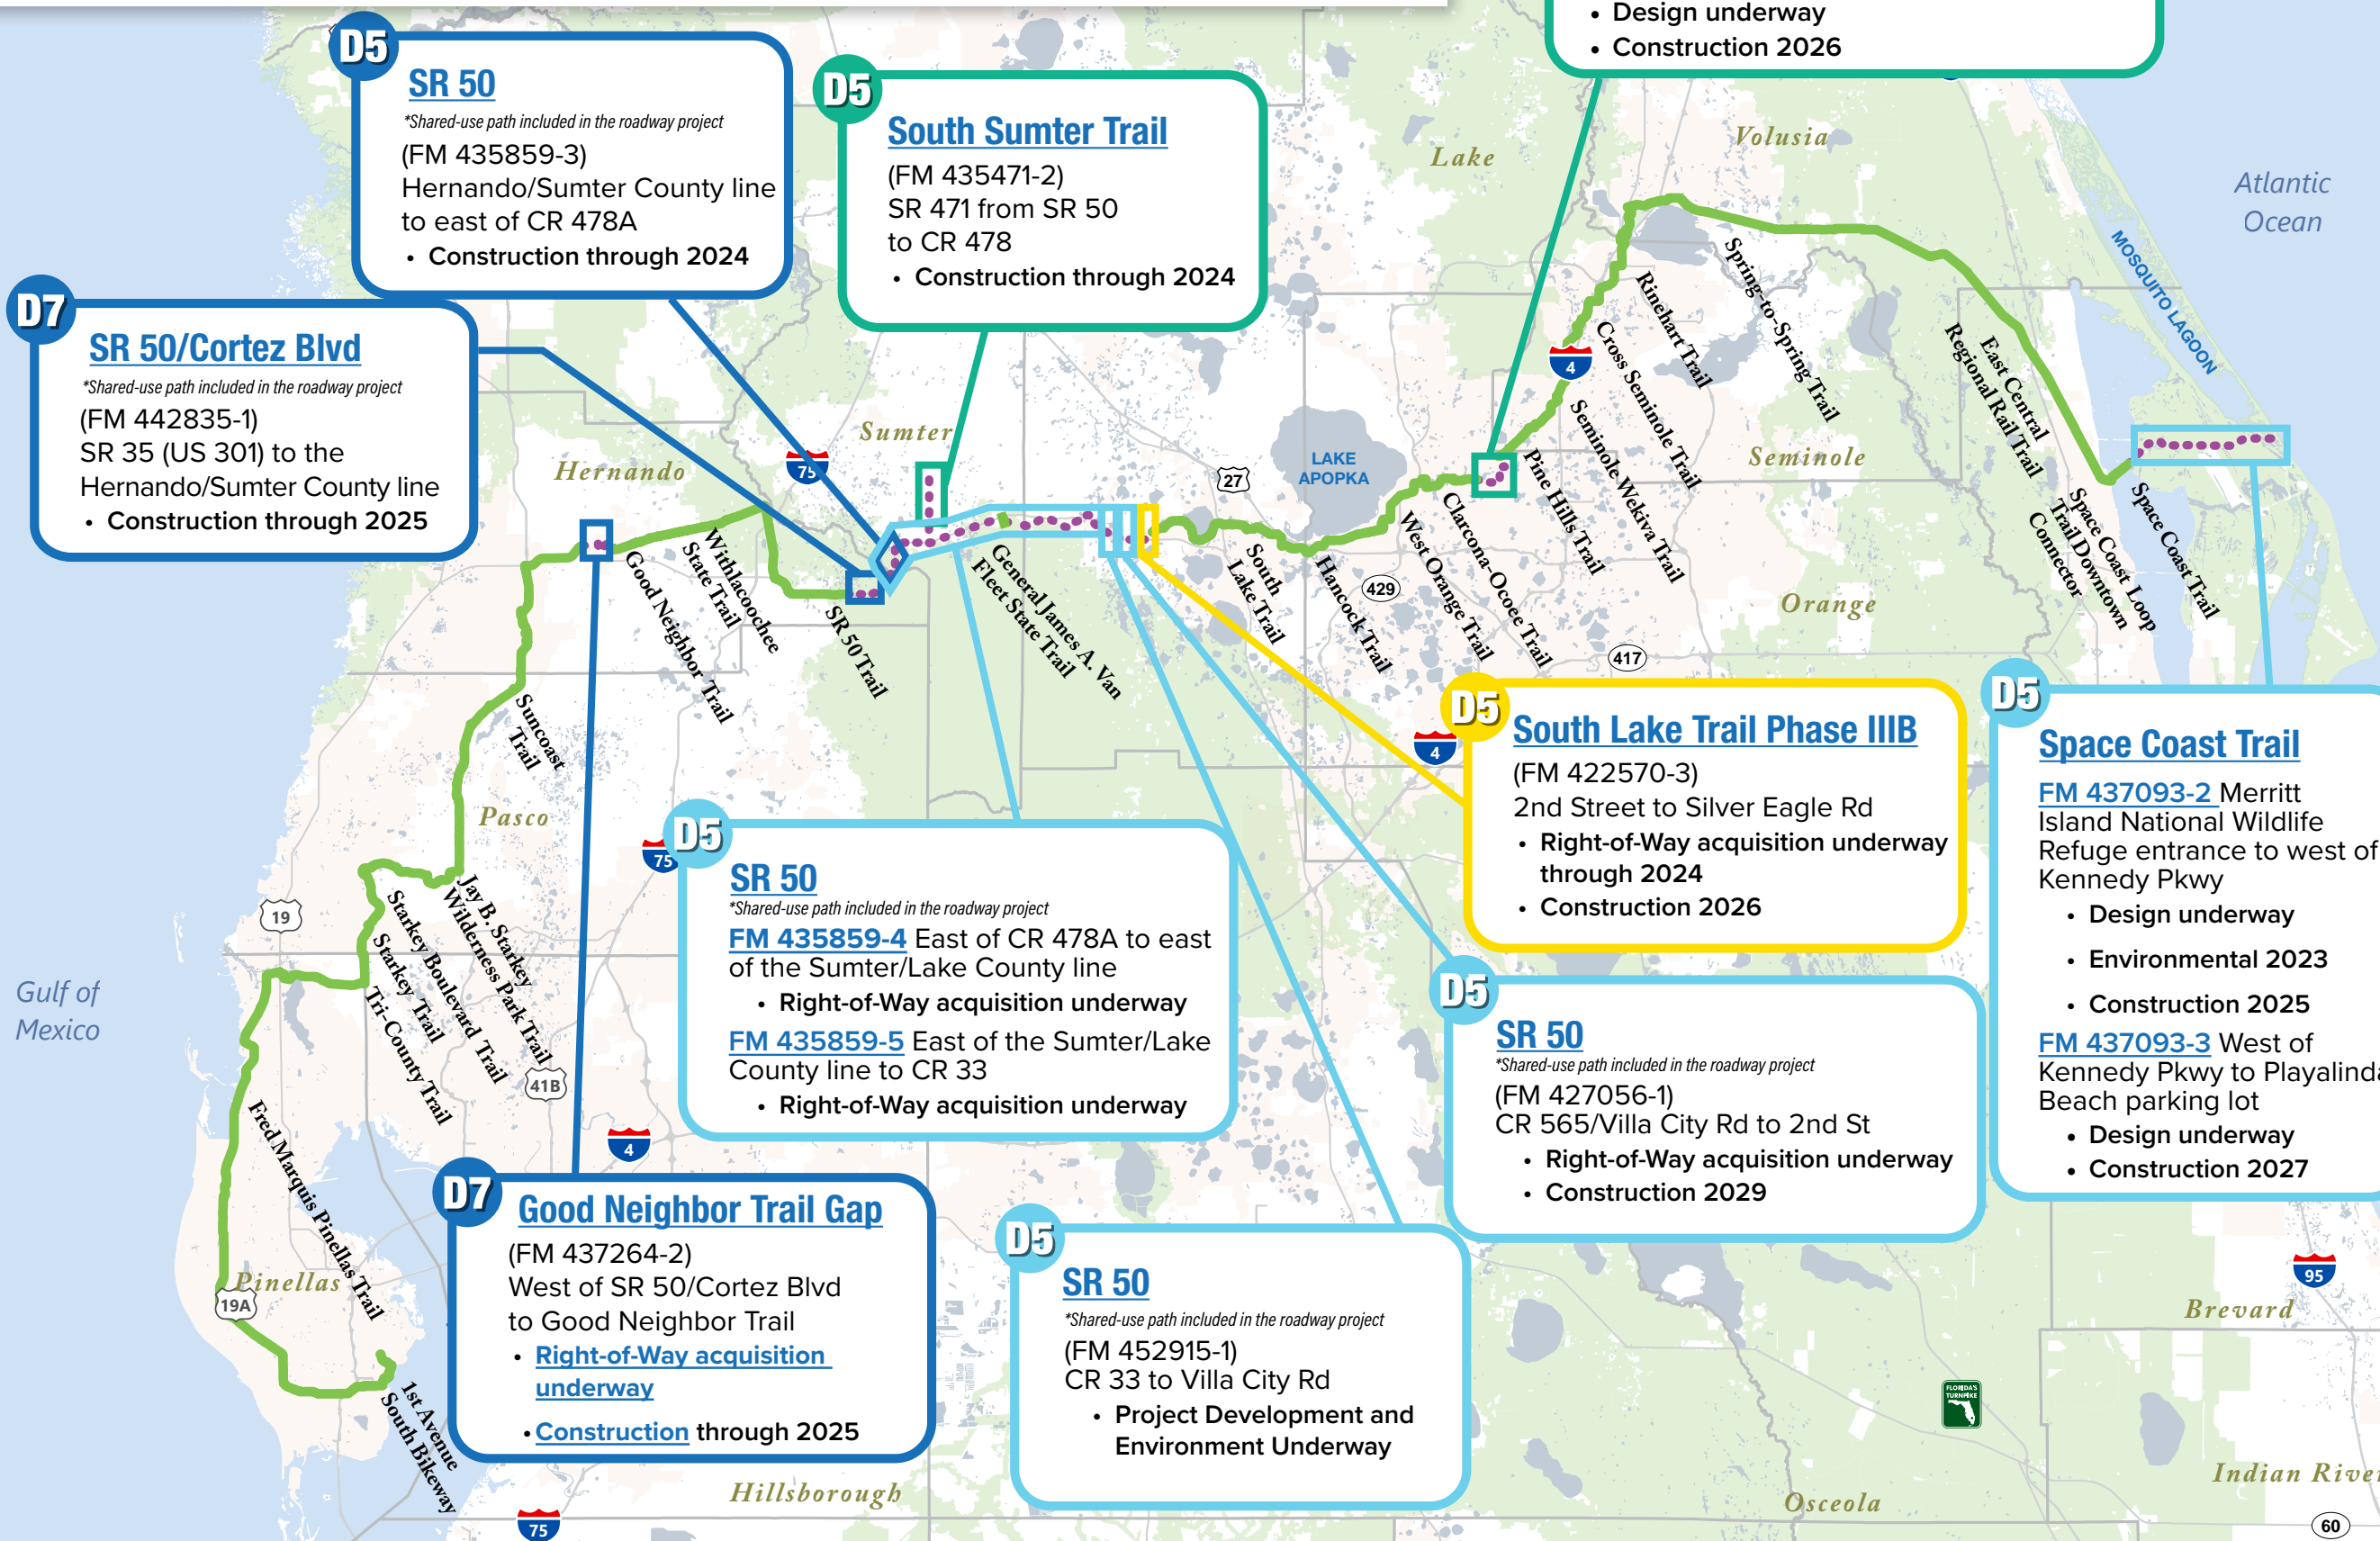 • Design underway
• Construction 2026
D5
SR 50
*Shared-use path included in the roadway project
(FM 435859-3)
Hernando/Sumter County line
to east of CR 478A
• Construction through 2024
D5
South Sumter Trail
(FM 435471-2)
SR 471 from SR 50
to CR 478
• Construction through 2024
D7
SR 50/Cortez Blvd
*Shared-use path included in the roadway project
(FM 442835-1)
SR 35 (US 301) to the
Hernando/Sumter County line
• Construction through 2025
Lake
Volusia
Atlantic
Ocean
MOSQUITO LAGOON
Sumter
Hernando
75
LAKE
APOPKA
27
4
Seminole
Orange
429
417
Spring-to-Spring Trail
Rinehart Trail
Cross Seminole Trail
Seminole Wekiva Trail
Pine Hills Trail
Clarcona-Ocoee Trail
West Orange Trail
Hancock Trail
South
Lake Trail
General James A. Van
Fleet State Trail
SR 50 Trail
Withlacoochee
State Trail
Good Neighbor Trail
East Central
Regional Rail Trail
Space Coast Trail
Space Coast Loop
Trail Downtown
Connector
Suncoast
Trail
Pasco
75
4
19
Jay B. Starkey
Wilderness Park Trail
Starkey Boulevard Trail
Starkey Trail
Tri-County Trail
41B
4
Gulf of
Mexico
Fred Marquis Pinellas Trail
Pinellas
19A
1st Avenue
South Bikeway
D5
SR 50
*Shared-use path included in the roadway project
FM 435859-4 East of CR 478A to east
of the Sumter/Lake County line
• Right-of-Way acquisition underway
FM 435859-5 East of the Sumter/Lake
County line to CR 33
• Right-of-Way acquisition underway
D5
South Lake Trail Phase IIIB
(FM 422570-3)
2nd Street to Silver Eagle Rd
• Right-of-Way acquisition underway
through 2024
• Construction 2026
D5
Space Coast Trail
FM 437093-2 Merritt
Island National Wildlife
Refuge entrance to west of
Kennedy Pkwy
• Design underway
• Environmental 2023
• Construction 2025
FM 437093-3 West of
Kennedy Pkwy to Playalinda
Beach parking lot
• Design underway
• Construction 2027
D5
SR 50
*Shared-use path included in the roadway project
(FM 427056-1)
CR 565/Villa City Rd to 2nd St
• Right-of-Way acquisition underway
• Construction 2029
D7
Good Neighbor Trail Gap
(FM 437264-2)
West of SR 50/Cortez Blvd
to Good Neighbor Trail
• Right-of-Way acquisition
underway
• Construction through 2025
D5
SR 50
*Shared-use path included in the roadway project
(FM 452915-1)
CR 33 to Villa City Rd
• Project Development and
Environment Underway
95
Brevard
FLORIDA'S
TURNPIKE
Hillsborough
Osceola
Indian River
75
60